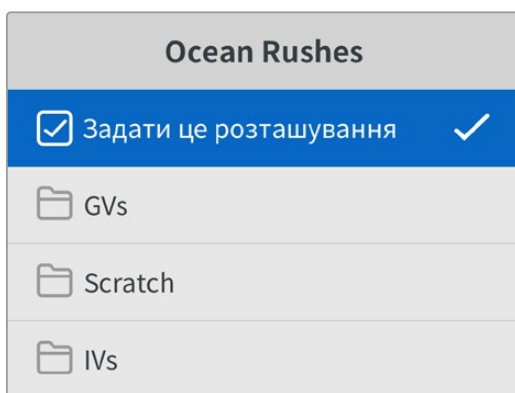 Ocean Rushes
Задати це розташування
GVs
Scratch
IVs